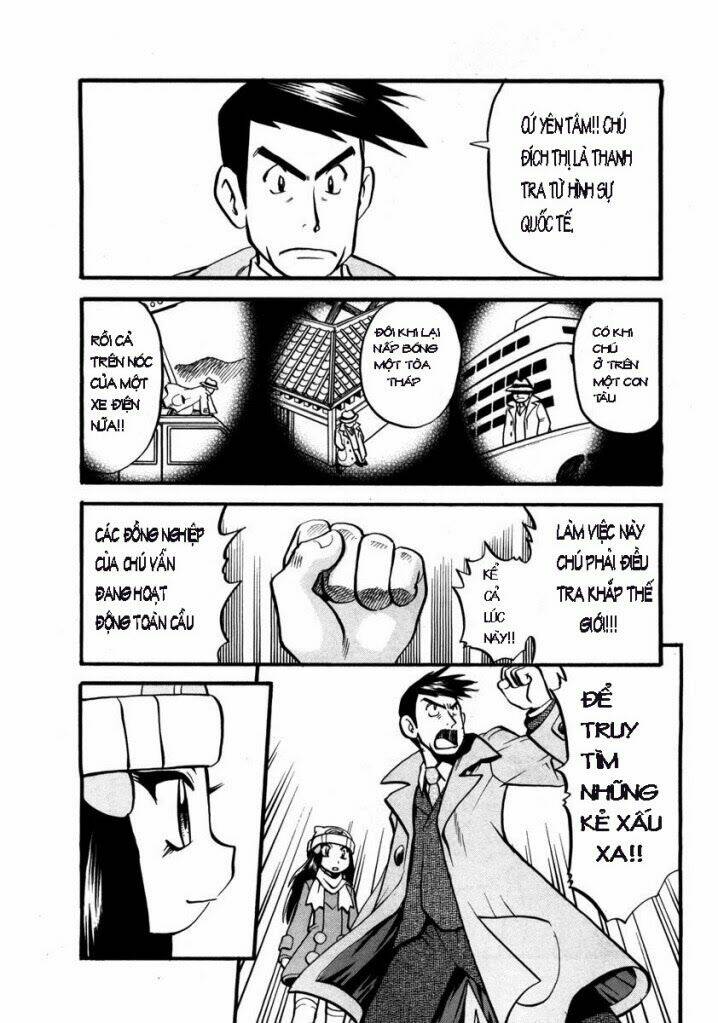 CỨ YÊN TÂM!! CHÚ
ĐÍCH THỊ LÀ THANH
TRA TỪ HÌNH SỰ
QUỐC TẾ.
CÓ KHI
CHÚ
Ở TRÊN
MỘT CON
TÀU
ĐÔI KHI LẠI
NẤP BÓNG
MỘT TÒA
THÁP
RỒI CẢ
TRÊN NÓC
CỦA MỘT
XE ĐIỆN
NỮA!!
LÀM VIỆC NÀY
CHÚ PHẢI ĐIỀU
TRA KHẮP THẾ
GIỚI!!!
KỂ
CẢ
LÚC
NÀY!!
CÁC ĐỒNG NGHIỆP
CỦA CHÚ VẪN
ĐANG HOẠT
ĐỘNG TOÀN CẦU
ĐỂ
TRUY
TÌM
NHỮNG
KẺ XẤU
XA!!